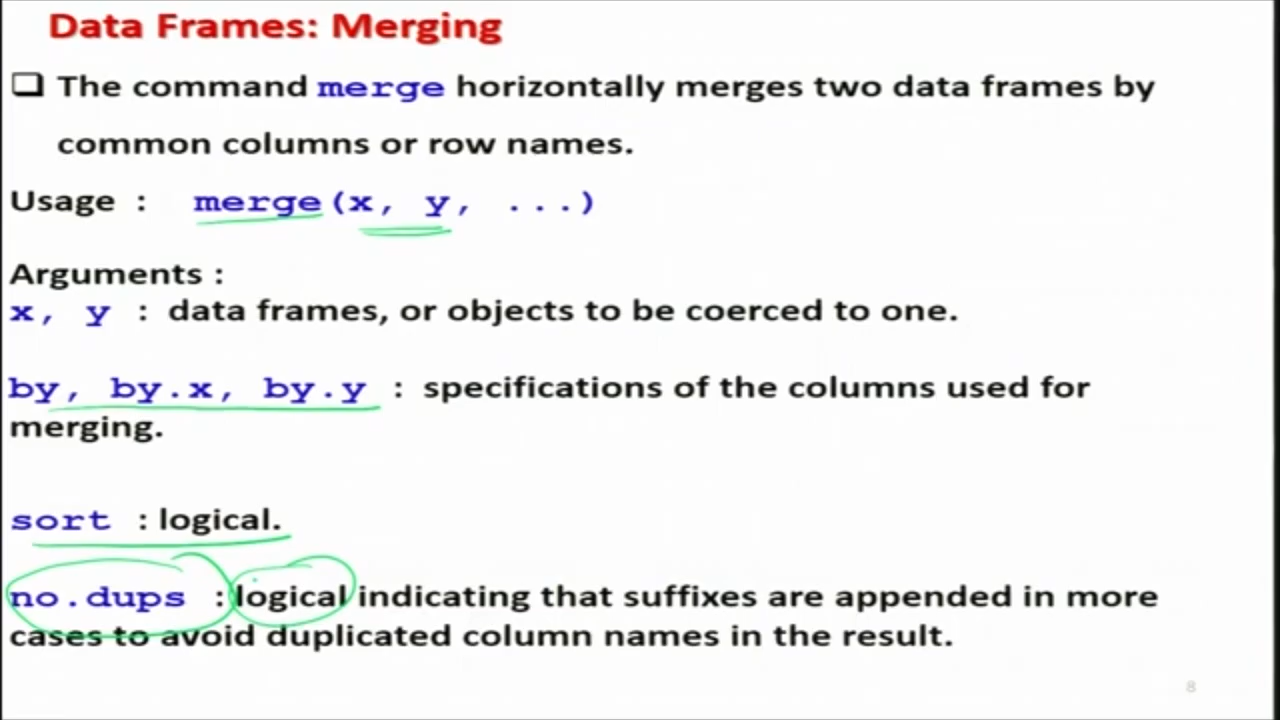 Data Frames: Merging
❑ The command merge horizontally merges two data frames by
common columns or row names.
Usage : merge(x, y, ...)
Arguments :
x, y : data frames, or objects to be coerced to one.
by, by.x, by.y : specifications of the columns used for
merging.
sort : logical.
no.dups : logical indicating that suffixes are appended in more
cases to avoid duplicated column names in the result.
8